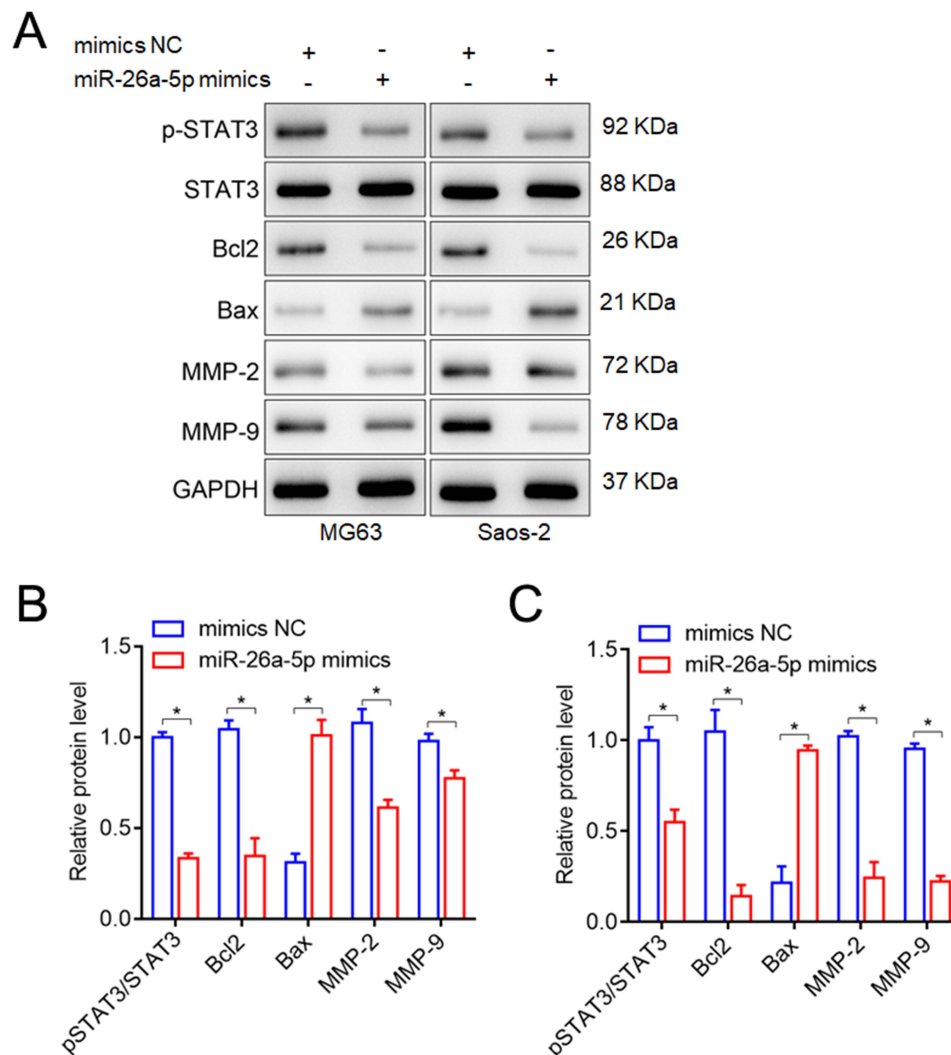 A
mimics NC + - + -
miR-26a-5p mimics - + - +
p-STAT3 92 KDa
STAT3 88 KDa
Bcl2 26 KDa
Bax 21 KDa
MMP-2 72 KDa
MMP-9 78 KDa
GAPDH 37 KDa
MG63 Saos-2
B
mimics NC
miR-26a-5p mimics
Relative protein level
1.5
1.0
0.5
0.0
* * * * *
pSTAT3/STAT3 Bcl2 Bax MMP-2 MMP-9
C
mimics NC
miR-26a-5p mimics
Relative protein level
1.5
1.0
0.5
0.0
* * * * *
pSTAT3/STAT3 Bcl2 Bax MMP-2 MMP-9